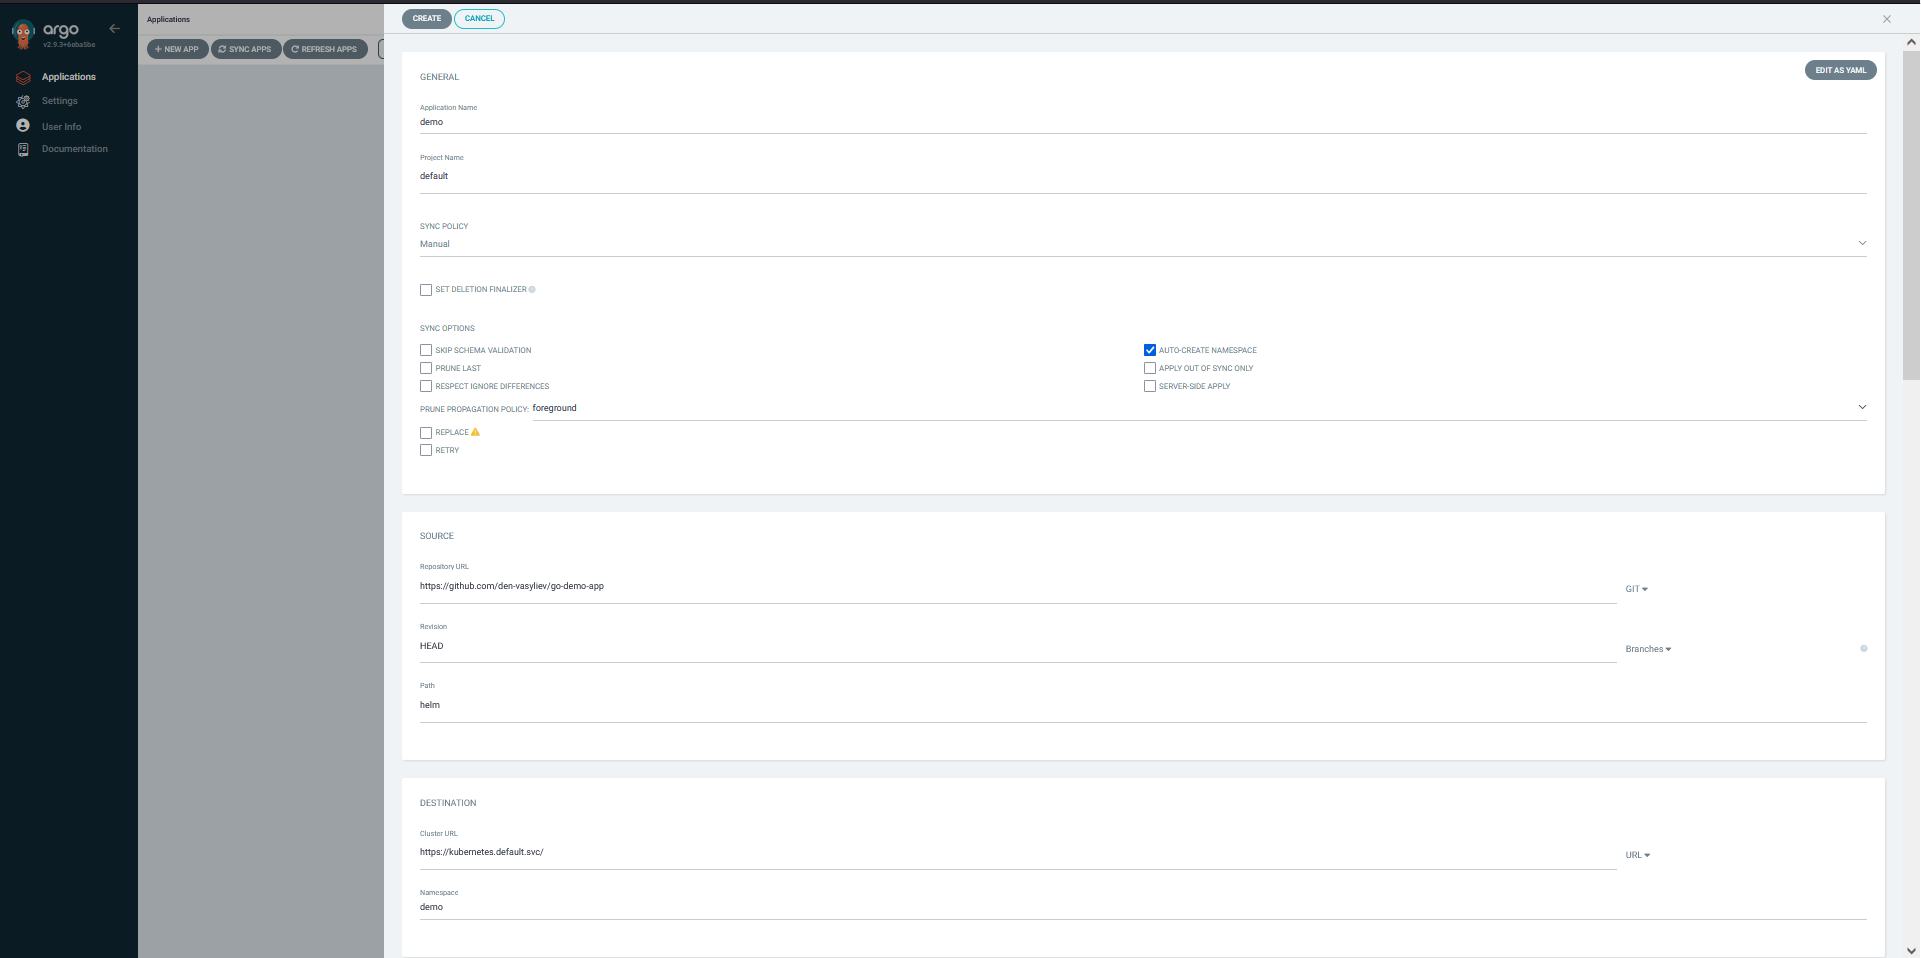 argo
v2.9.3+6eba5be
Applications
Settings
User Info
Documentation
Applications
NEW APP
SYNC APPS
REFRESH APPS
CREATE
CANCEL
GENERAL
EDIT AS YAML
Application Name
demo
Project Name
default
SYNC POLICY
Manual
SET DELETION FINALIZER
SYNC OPTIONS
SKIP SCHEMA VALIDATION
AUTO-CREATE NAMESPACE
PRUNE LAST
APPLY OUT OF SYNC ONLY
RESPECT IGNORE DIFFERENCES
SERVER-SIDE APPLY
PRUNE PROPAGATION POLICY: foreground
REPLACE
RETRY
SOURCE
Repository URL
https://github.com/den-vasyliev/go-demo-app
GIT
Revision
HEAD
Branches
Path
helm
DESTINATION
Cluster URL
https://kubernetes.default.svc/
URL
Namespace
demo